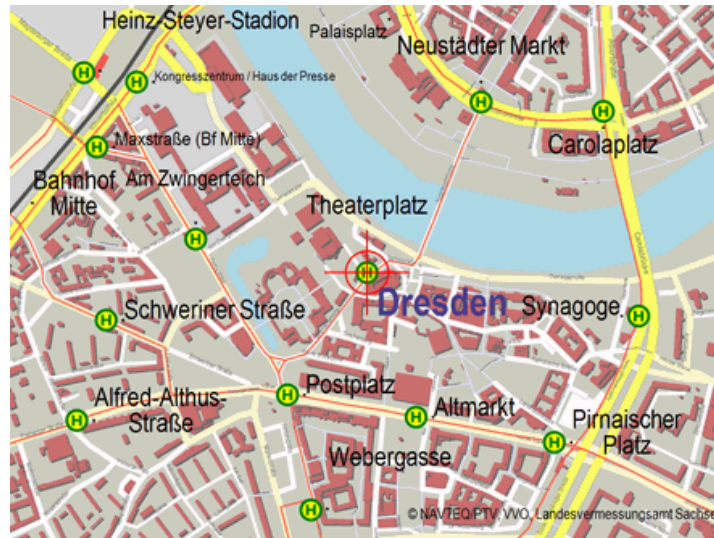 Heinz-Steyer-Stadion
Palaisplatz
Neustädter Markt
Kongresszentrum / Haus der Presse
Maxstraße (Bf Mitte)
Carolaplatz
Bahnhof
Mitte
Am Zwingerteich
Theaterplatz
Dresden
Schweriner Straße
Synagoge
Postplatz
Alfred-Althus-
Straße
Altmarkt
Pirnaischer
Platz
Webergasse
© NAVTEQ/PTV, VVO, Landesvermessungsamt Sachse
H
H
H
H
H
H
H
H
H
H
H
H
H
H